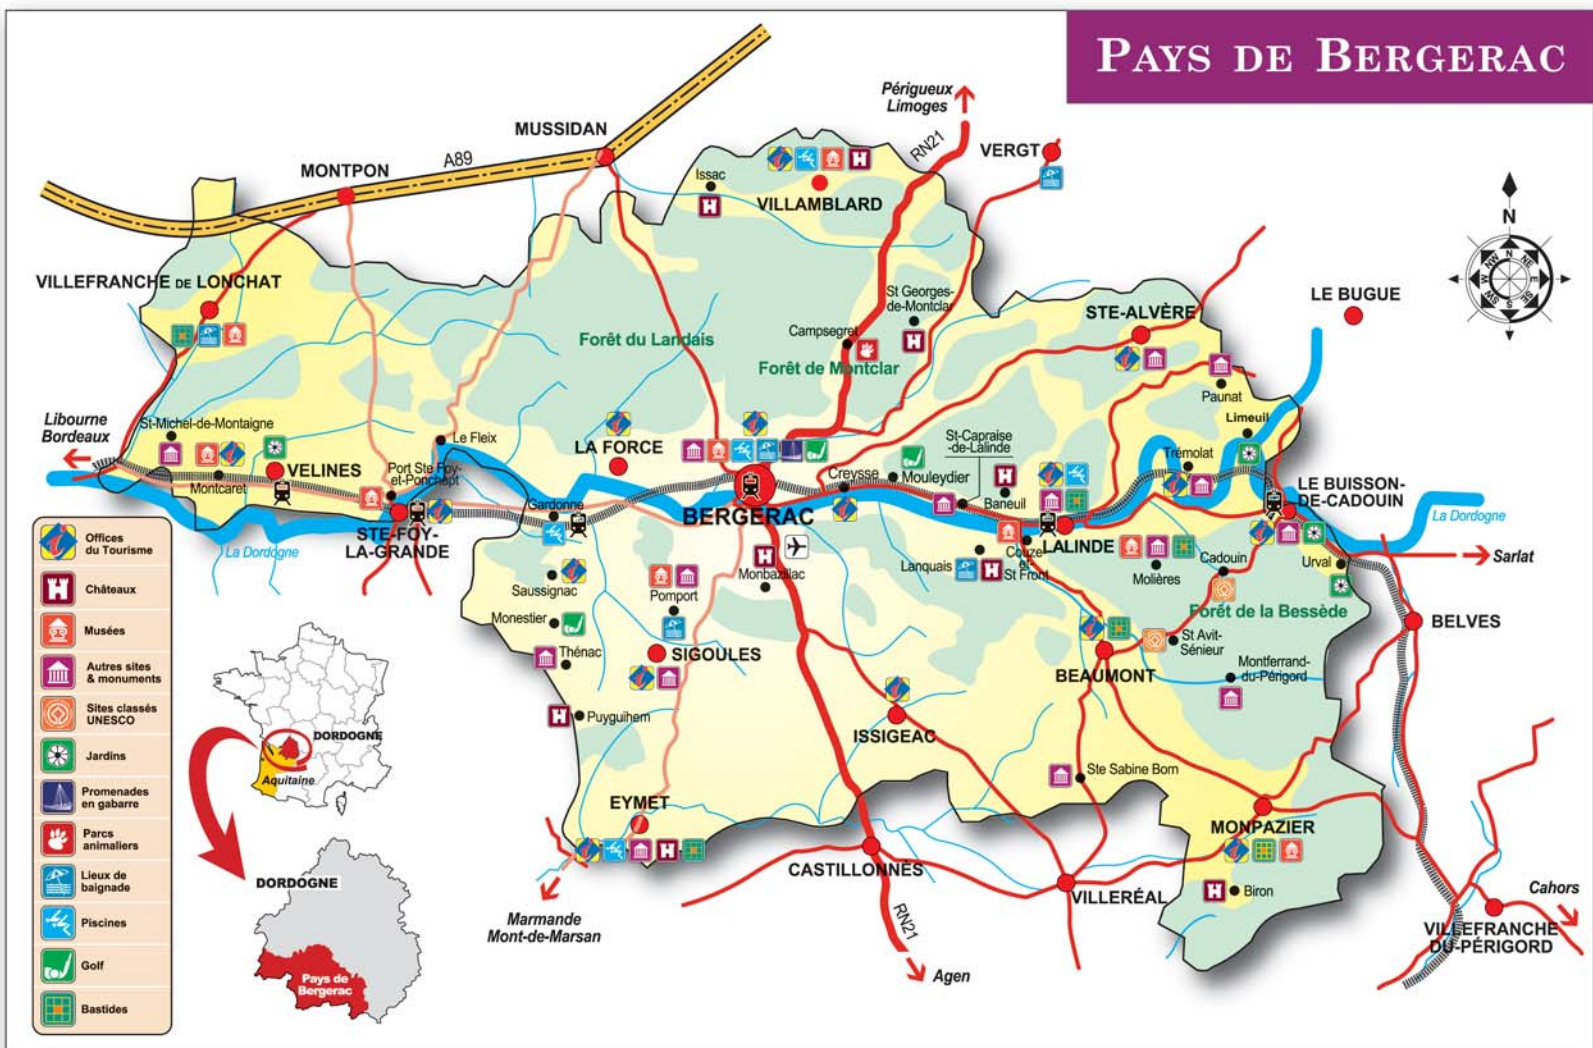 PAYS DE BERGERAC
Périgueux
Limoges
RN21
VERGT
MUSSIDAN
A89
MONTPON
Issac
VILLAMBLARD
N
N
NE
E
SE
S
SW
W
NW
VILLEFRANCHE DE LONCHAT
LE BUGUE
St Georges-
de-Montclar
STE-ALVÈRE
Campsegret
Forêt du Landais
Forêt de Montclar
Paunat
Limeuil
Libourne
Bordeaux
St-Michel-de-Montaigne
Le Fleix
LA FORCE
St-Capraise
-de-Lalinde
Trémolat
VELINES
Montcaret
Port Ste Foy-
et-Ponchapt
Creysse
Mouleydier
Baneuil
LE BUISSON-
DE-CADOUIN
Gardonne
BERGERAC
La Dordogne
STE-FOY-
LA-GRANDE
La Dordogne
LALINDE
Couze-
et-
St Front
Lanquais
Molières
Cadouin
Urval
Sarlat
Offices
du Tourisme
Châteaux
Musées
Autres sites
& monuments
Sites classés
UNESCO
Jardins
Promenades
en gabarre
Parcs
animaliers
Lieux de
baignade
Piscines
Golf
Bastides
Monbazillac
Saussignac
Pomport
Monestier
Forêt de la Bessède
BELVES
Thénac
SIGOULES
St Avit-
Sénieur
BEAUMONT
Montferrand-
du-Périgord
Puyguilhem
ISSIGEAC
DORDOGNE
Aquitaine
Ste Sabine Born
EYMET
MONPAZIER
CASTILLONNÈS
VILLERÉAL
Biron
DORDOGNE
Cahors
Marmande
Mont-de-Marsan
RN21
VILLEFRANCHE
DU-PÉRIGORD
Agen
Pays de
Bergerac